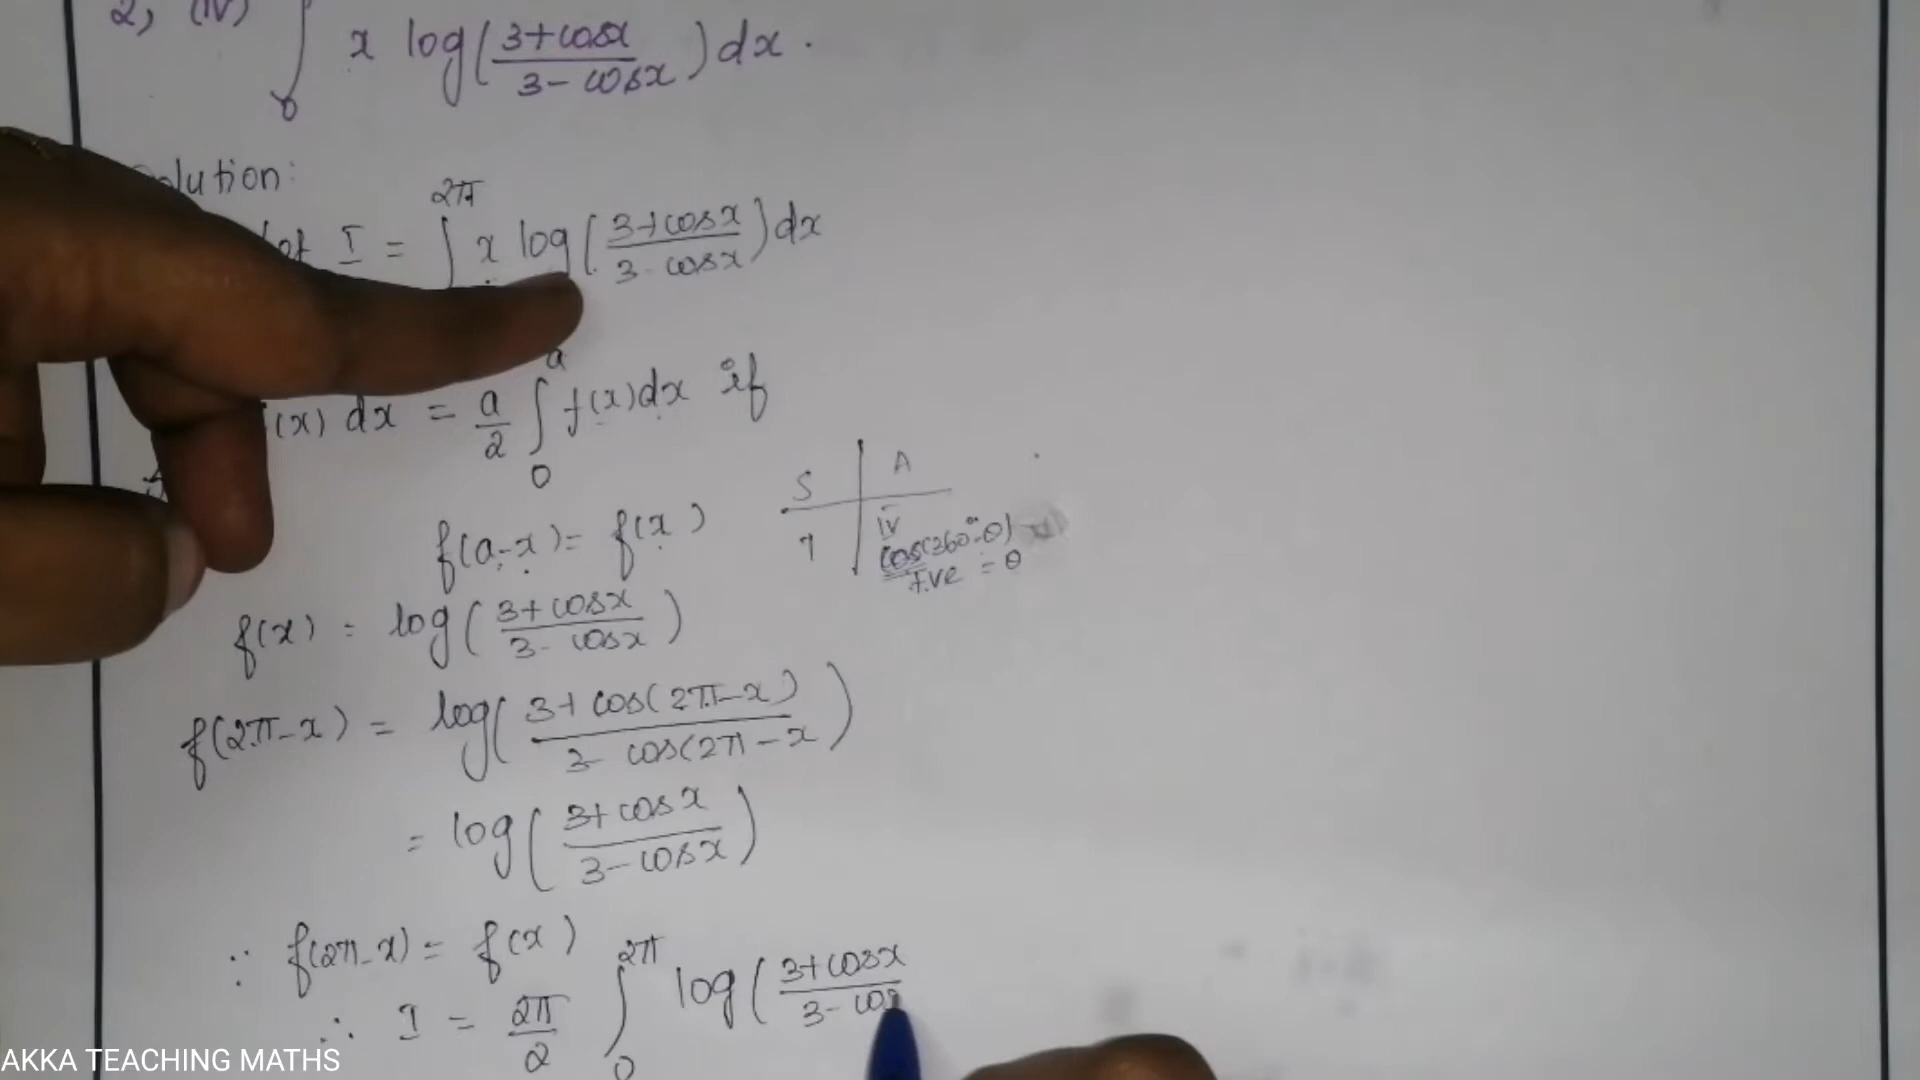 2, (iv) ∫ x log(3+cosx/3-cosx)dx.
0
lution:
2π
I = ∫ x log(3+cosx/3-cosx)dx
a
(x) dx = a/2 ∫ f(x)dx if
0
f(a-x) = f(x)
S A
T IV
cos(360°-θ)
+ve = θ
f(x) = log(3+cosx/3-cosx)
f(2π-x) = log(3+cos(2π-x)/3-cos(2π-x))
= log(3+cosx/3-cosx)
∵ f(2π-x) = f(x)
2π
∴ I = 2π/2 ∫ log(3+cosx/3-cos
0
AKKA TEACHING MATHS